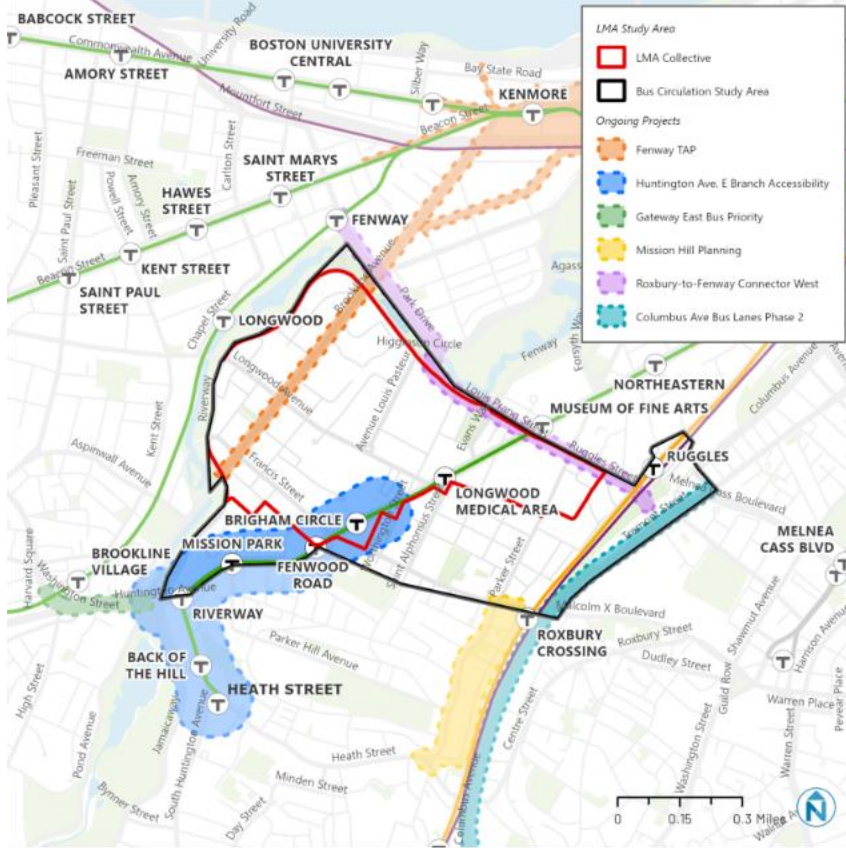 BABCOCK STREET
Commonwealth Avenue
AMORY STREET
University Road
BOSTON UNIVERSITY
CENTRAL
Silber Way
Bay State Road
KENMORE
Mountfort Street
Beacon Street
LMA Study Area
LMA Collective
Bus Circulation Study Area
Ongoing Projects
Fenway TAP
Huntington Ave. E Branch Accessibility
Gateway East Bus Priority
Mission Hill Planning
Roxbury-to-Fenway Connector West
Columbus Ave Bus Lanes Phase 2
Pleasant Street
Freeman Street
Carlton Street
SAINT MARYS
STREET
Saint Paul Street
Powell Street
Amory Street
HAWES
STREET
FENWAY
Beacon Street
KENT STREET
SAINT PAUL
STREET
Chapel Street
LONGWOOD
Park Drive
Higginson Circle
Fenway
Longwood Avenue
Avenue Louis Pasteur
Louis Prang Street
Evans Way
NORTHEASTERN
Columbus Avenue
MUSEUM OF FINE ARTS
Kent Street
Riverway
Aspinwall Avenue
Francis Street
Ruggles Street
RUGGLES
LONGWOOD
MEDICAL AREA
Tremont Street
MELNEA
CASS BLVD
BRIGHAM CIRCLE
Saint Alphonsus Street
Parker Street
MISSION PARK
FENWOOD
ROAD
BROOKLINE
VILLAGE
Harvard Square
Washington Street
Huntington Avenue
RIVERWAY
Malcolm X Boulevard
Roxbury Street
ROXBURY
CROSSING
Dudley Street
Shawmut Avenue
Harrison Avenue
Parker Hill Avenue
BACK OF
THE HILL
HEATH STREET
High Street
Pond Avenue
Jamaicaway
South Huntington Avenue
Heath Street
Centre Street
Guild Row
Washington Street
Warren Place
Warren Street
Pevear Place
Minden Street
Bynner Street
Day Street
Columbus Avenue
0 0.15 0.3 Miles
N